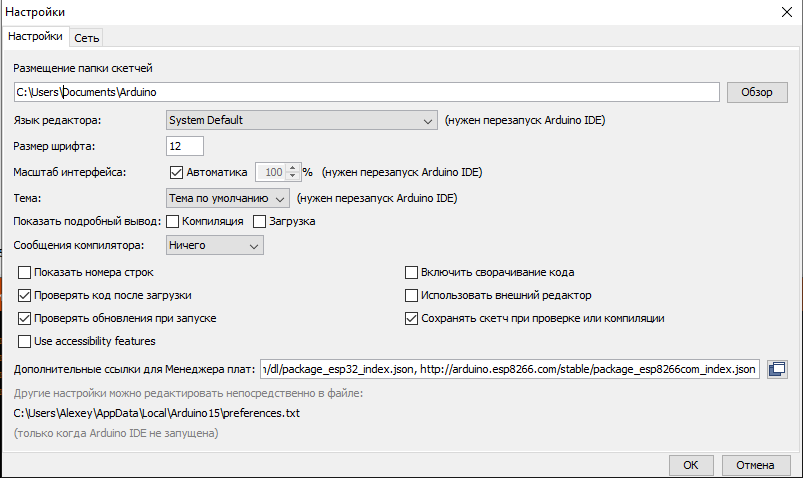 Настройки
Настройки Сеть
Размещение папки скетчей
C:\Users\Documents\Arduino Обзор
Язык редактора: System Default (нужен перезапуск Arduino IDE)
Размер шрифта: 12
Масштаб интерфейса: Автоматика 100 % (нужен перезапуск Arduino IDE)
Тема: Тема по умолчанию (нужен перезапуск Arduino IDE)
Показать подробный вывод: Компиляция Загрузка
Сообщения компилятора: Ничего
Показать номера строк Включить сворачивание кода
Проверять код после загрузки Использовать внешний редактор
Проверять обновления при запуске Сохранять скетч при проверке или компиляции
Use accessibility features
Дополнительные ссылки для Менеджера плат: /dl/package_esp32_index.json, http://arduino.esp8266.com/stable/package_esp8266com_index.json
Другие настройки можно редактировать непосредственно в файле:
C:\Users\Alexey\AppData\Local\Arduino15\preferences.txt
(только когда Arduino IDE не запущена)
OK Отмена